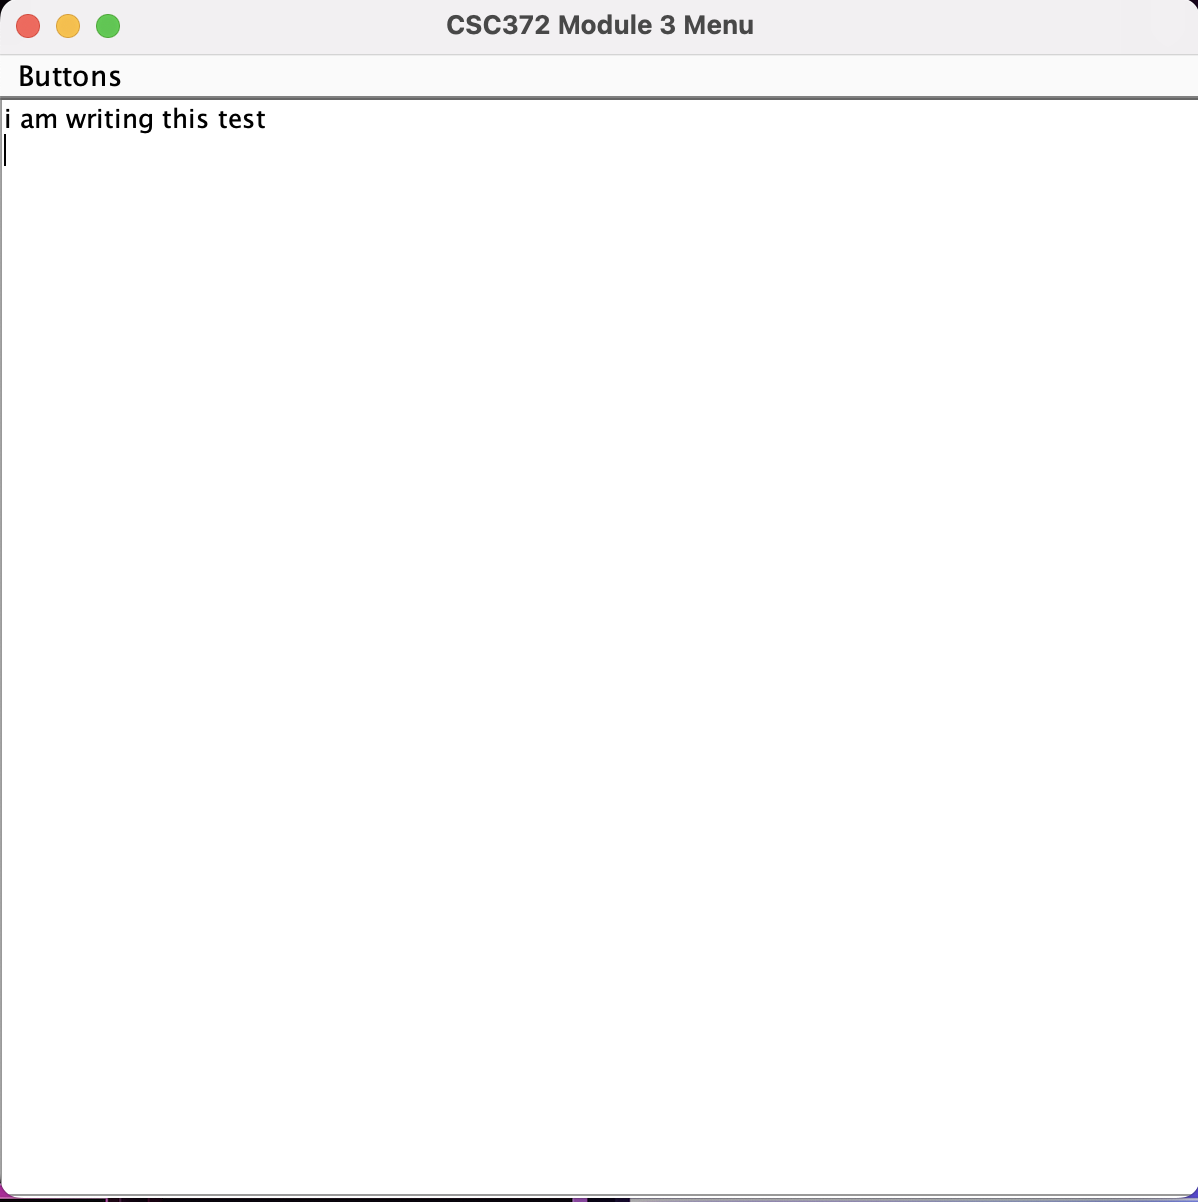 CSC372 Module 3 Menu
Buttons
i am writing this test